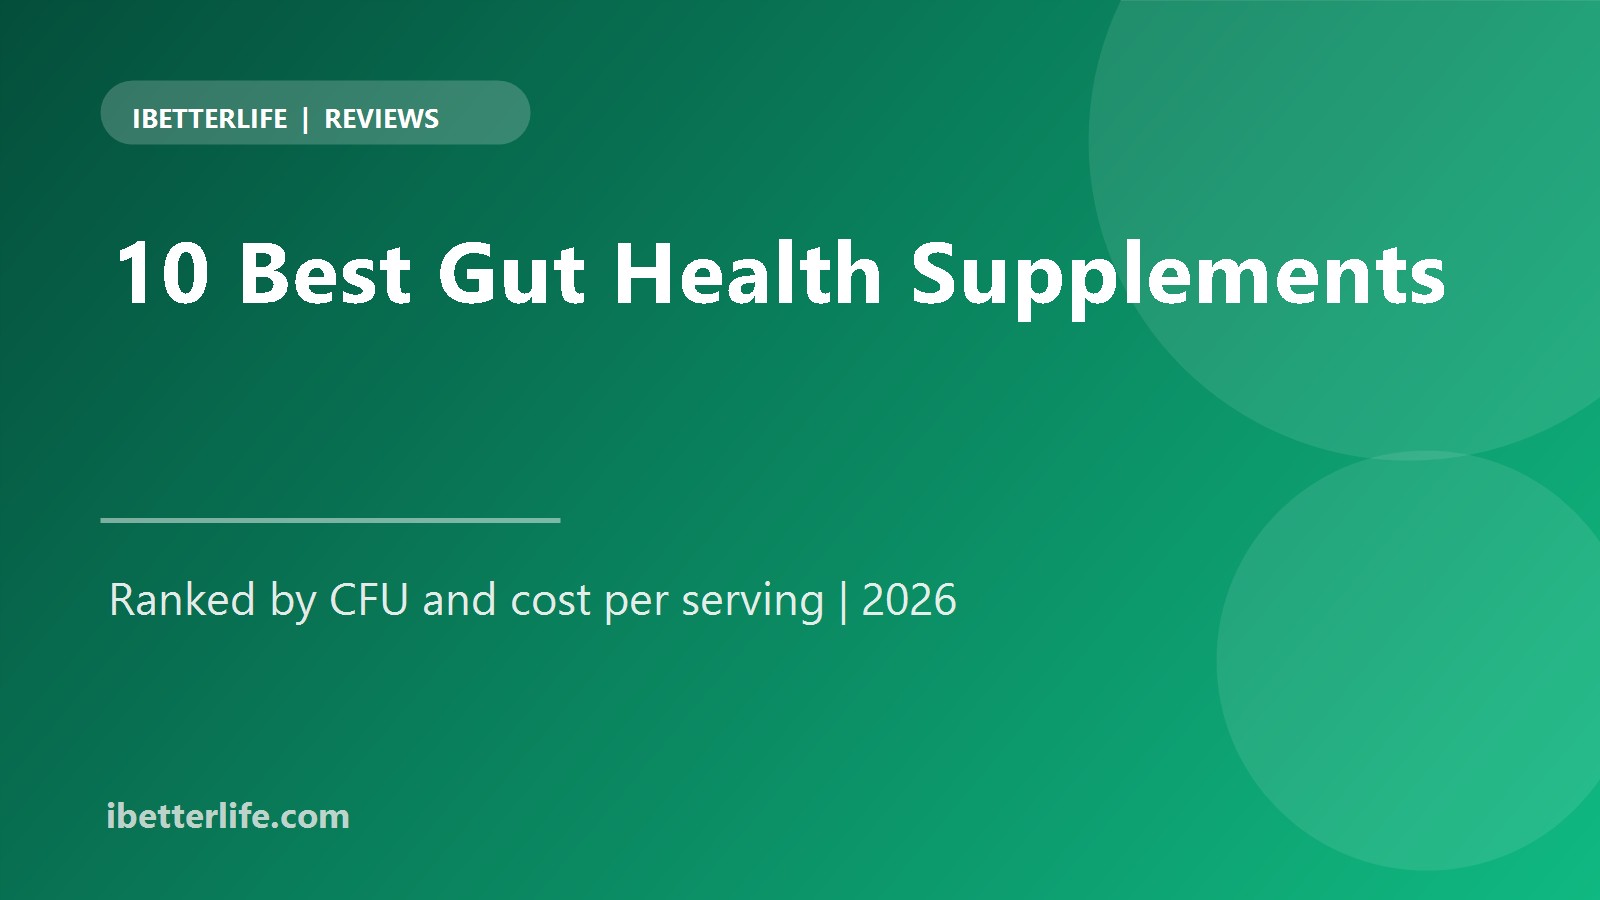 IBETTERLIFE | REVIEWS
10 Best Gut Health Supplements
Ranked by CFU and cost per serving | 2026
ibetterlife.com